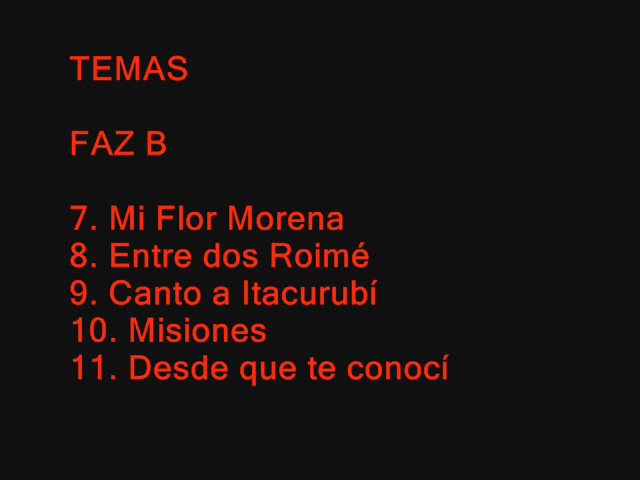 TEMAS
FAZ B
7. Mi Flor Morena
8. Entre dos Roimé
9. Canto a Itacurubí
10. Misiones
11. Desde que te conocí